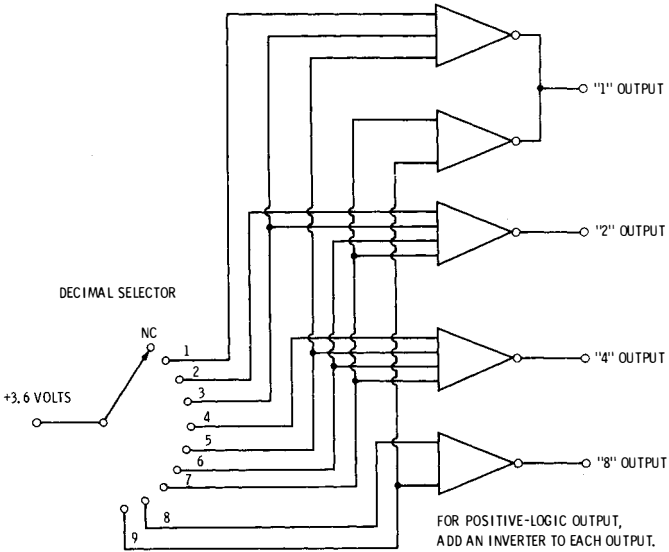 "1" OUTPUT
"2" OUTPUT
DECIMAL SELECTOR
NC
1
2
+3.6 VOLTS
3
4
5
6
7
8
9
"4" OUTPUT
"8" OUTPUT
FOR POSITIVE-LOGIC OUTPUT,
ADD AN INVERTER TO EACH OUTPUT.